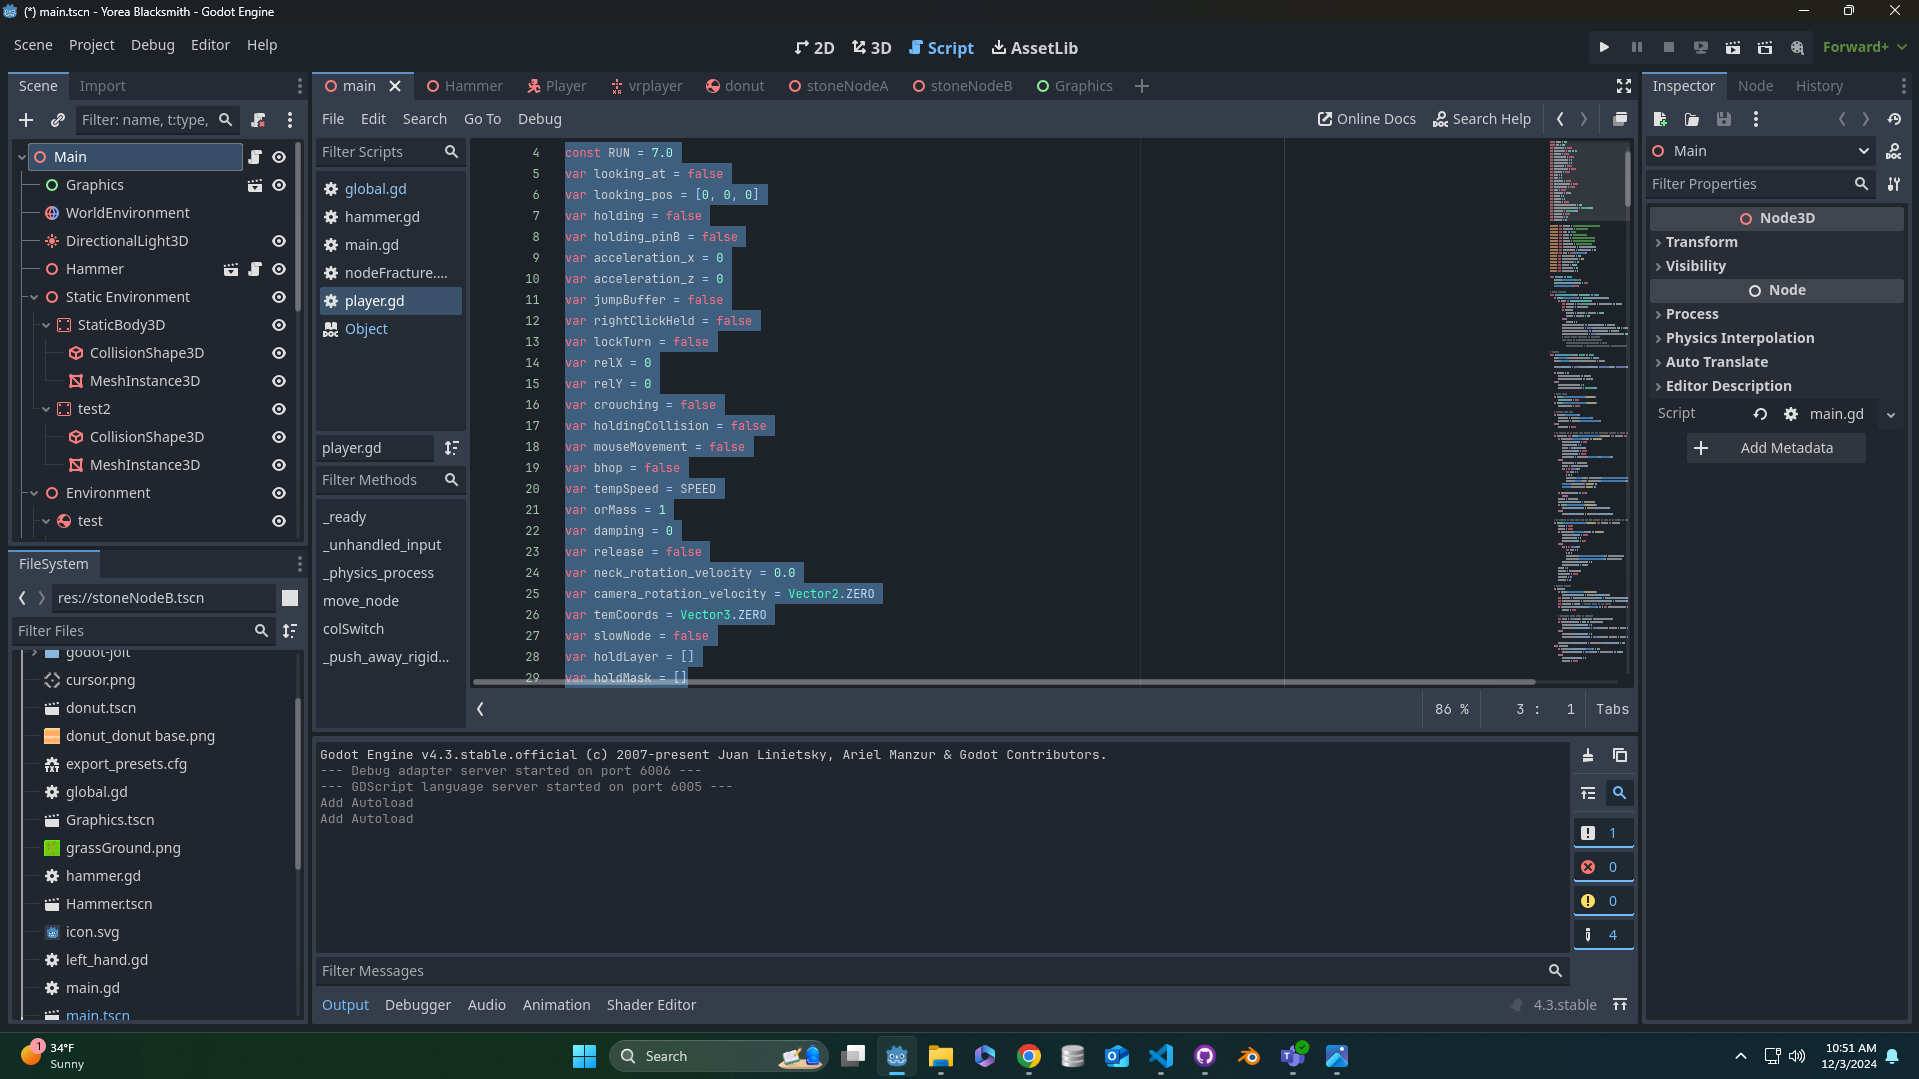 (*) main.tscn - Yorea Blacksmith - Godot Engine
Scene Project Debug Editor Help
2D 3D Script AssetLib
Forward+
Scene Import
Filter: name, t:type,
Main
Graphics
WorldEnvironment
DirectionalLight3D
Hammer
Static Environment
StaticBody3D
CollisionShape3D
MeshInstance3D
test2
CollisionShape3D
MeshInstance3D
Environment
test
FileSystem
res://stoneNodeB.tscn
Filter Files
godot-jolt
cursor.png
donut.tscn
donut_donut base.png
export_presets.cfg
global.gd
Graphics.tscn
grassGround.png
hammer.gd
Hammer.tscn
icon.svg
left_hand.gd
main.gd
main.tscn
main Hammer Player vrplayer donut stoneNodeA stoneNodeB Graphics
File Edit Search Go To Debug
Online Docs Search Help
Filter Scripts
global.gd
hammer.gd
main.gd
nodeFracture....
player.gd
Object
player.gd
Filter Methods
_ready
_unhandled_input
_physics_process
move_node
colSwitch
_push_away_rigid...
4 const RUN = 7.0
5 var looking_at = false
6 var looking_pos = [0, 0, 0]
7 var holding = false
8 var holding_pinB = false
9 var acceleration_x = 0
10 var acceleration_z = 0
11 var jumpBuffer = false
12 var rightClickHeld = false
13 var lockTurn = false
14 var relX = 0
15 var relY = 0
16 var crouching = false
17 var holdingCollision = false
18 var mouseMovement = false
19 var bhop = false
20 var tempSpeed = SPEED
21 var orMass = 1
22 var damping = 0
23 var release = false
24 var neck_rotation_velocity = 0.0
25 var camera_rotation_velocity = Vector2.ZERO
26 var temCoords = Vector3.ZERO
27 var slowNode = false
28 var holdLayer = []
29 var holdMask = []
86 % 3 : 1 Tabs
Godot Engine v4.3.stable.official (c) 2007-present Juan Linietsky, Ariel Manzur & Godot Contributors.
--- Debug adapter server started on port 6006 ---
--- GDScript language server started on port 6005 ---
Add Autoload
Add Autoload
1
0
0
4
Filter Messages
Output Debugger Audio Animation Shader Editor
4.3.stable
Inspector Node History
Main
Filter Properties
Node3D
Transform
Visibility
Node
Process
Physics Interpolation
Auto Translate
Editor Description
Script main.gd
Add Metadata
1
34°F
Sunny
Search
10:51 AM
12/3/2024